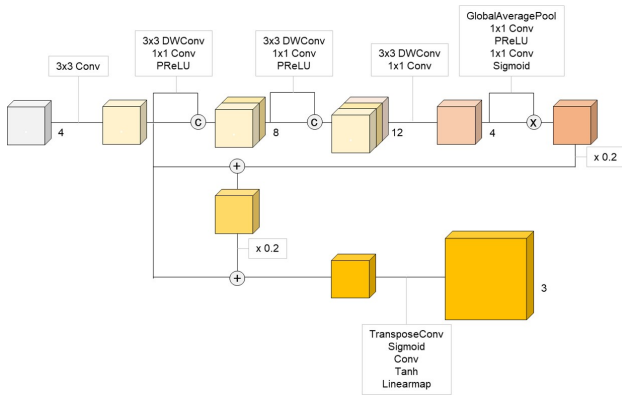 GlobalAveragePool
1x1 Conv
PReLU
1x1 Conv
Sigmoid
3x3 DWConv
1x1 Conv
PReLU
3x3 DWConv
1x1 Conv
PReLU
3x3 DWConv
1x1 Conv
3x3 Conv
4
C
8
C
12
4
X
x 0.2
+
x 0.2
+
3
TransposeConv
Sigmoid
Conv
Tanh
Linearmap